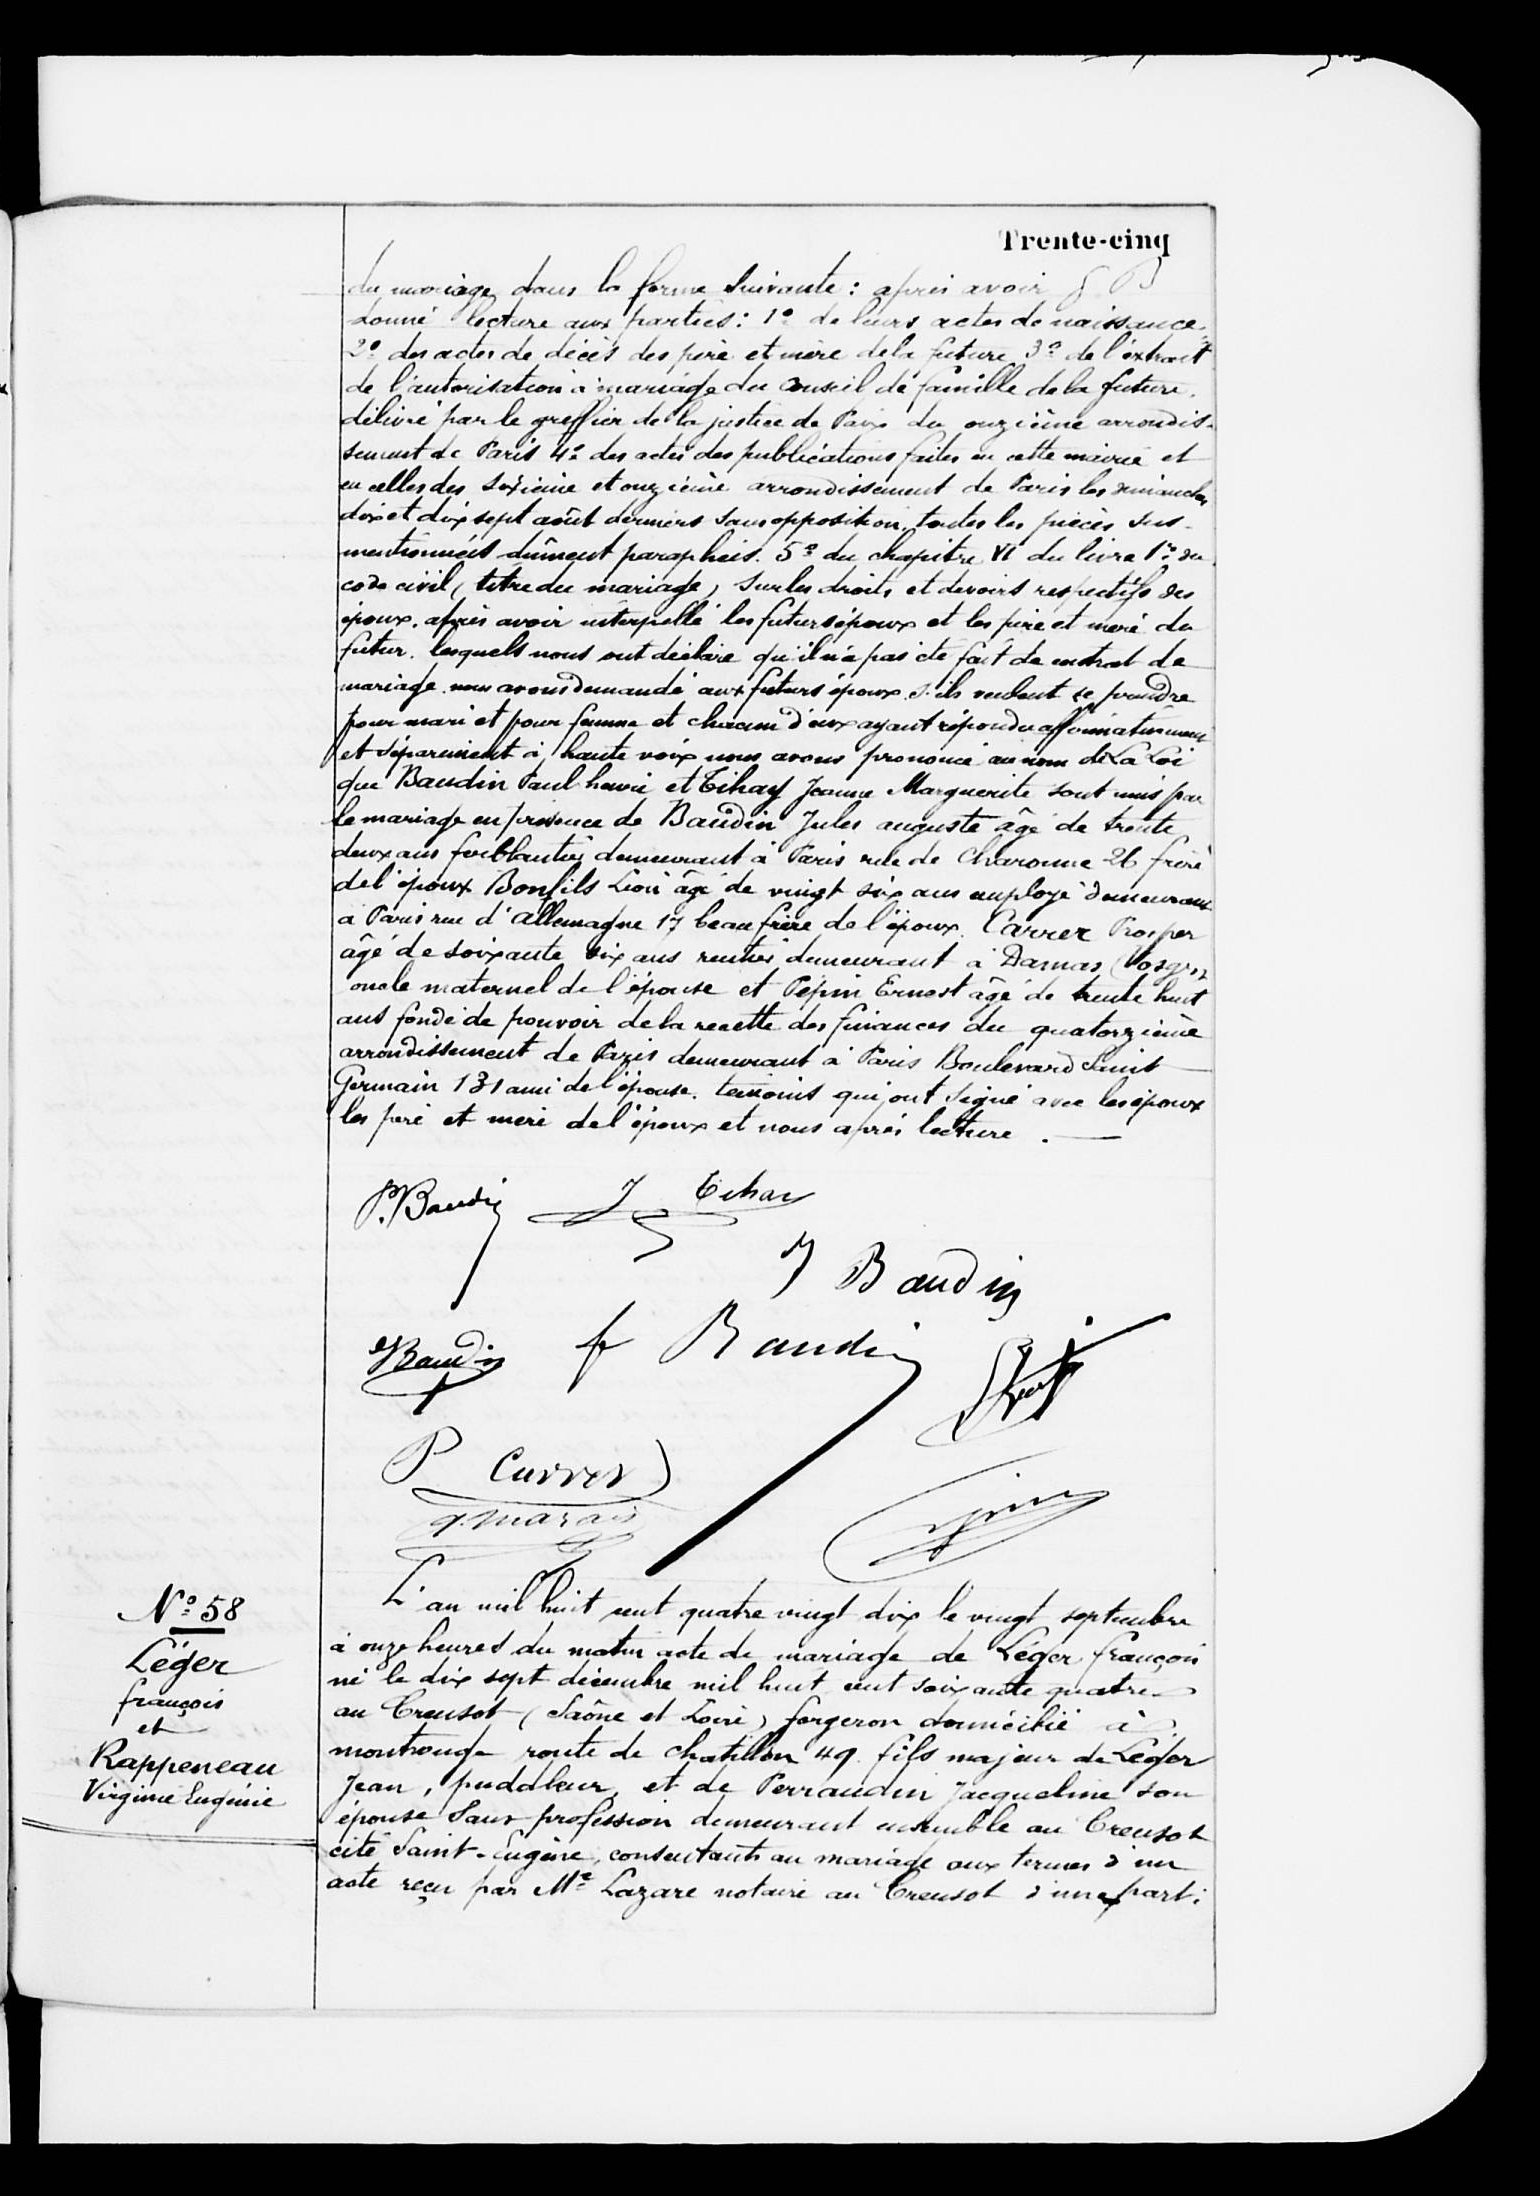 Trente-cinq
du mariage dans la forme suivante : après avoir
donné lecture aux parties : 1º de leurs actes de naissance,
2º des actes de décès des père et mère de la future 3º de l'extrait
de l'autorisation à mariage du Conseil de famille de la future,
délivré par le greffier de la justice de Paix du onzième arrondis-
sement de Paris 4º des actes des publications faites en cette mairie et
en celles des sixième et onzième arrondissement de Paris les dimanches
dix et dix sept août derniers sans opposition. toutes les pièces sus-
mentionnées dûment paraphées. 5º du chapitre VI du livre 1er du
code civil (titre du mariage) sur les droits et devoirs respectifs des
époux. après avoir interpellé les futurs époux et les père et mère du
futur. lesquels nous ont déclaré qu'il n'a pas été fait de contrat de
mariage. nous avons demandé aux futurs époux s'ils veulent se prendre
pour mari et pour femme et chacun d'eux ayant répondu affirmativement
et séparément à haute voix nous avons prononcé au nom de La Loi
que Baudin Paul henri et Tihay Jeanne Marguerite sont unis par
le mariage en présence de Baudin Jules auguste âgé de trente
deux ans ferblantier demeurant à Paris rue de Charonne 26 frère
de l'époux Bonfils Léon âgé de vingt six ans employé demeurant
à Paris rue d'Allemagne 17 beau frère de l'époux. Carrer Prosper
âgé de soixante six ans rentier demeurant à Damas (Vosges)
oncle maternel de l'épouse et Pépin Ernest âgé de trente huit
ans fondé de pouvoir de la recette des finances du quatorzième
arrondissement de Paris demeurant à Paris Boulevard Saint
Germain 131 ami de l'épouse. témoins qui ont signé avec les époux
les père et mère de l'époux et nous après lecture.
P. Baudin J Tihay
J Baudin
Baudin f Baudin
P Currer
g. marais
Nº 58
Léger
françois
et
Rappeneau
Virginie Eugénie
L'an mil huit cent quatre vingt dix le vingt septembre
à onze heures du matin acte de mariage de Léger françois
né le dix sept décembre mil huit cent soixante quatre
au Creusot (Saône et Loire) forgeron domicilié à
montrouge route de chatillon 49. fils majeur de Léger
Jean, puddleur, et de Perraudin Jacqueline son
épouse sans profession demeurant ensemble au Creusot
cité Saint-Eugène, consentants au mariage aux termes d'un
acte reçu par Me Lazare notaire au Creusot d'une part :